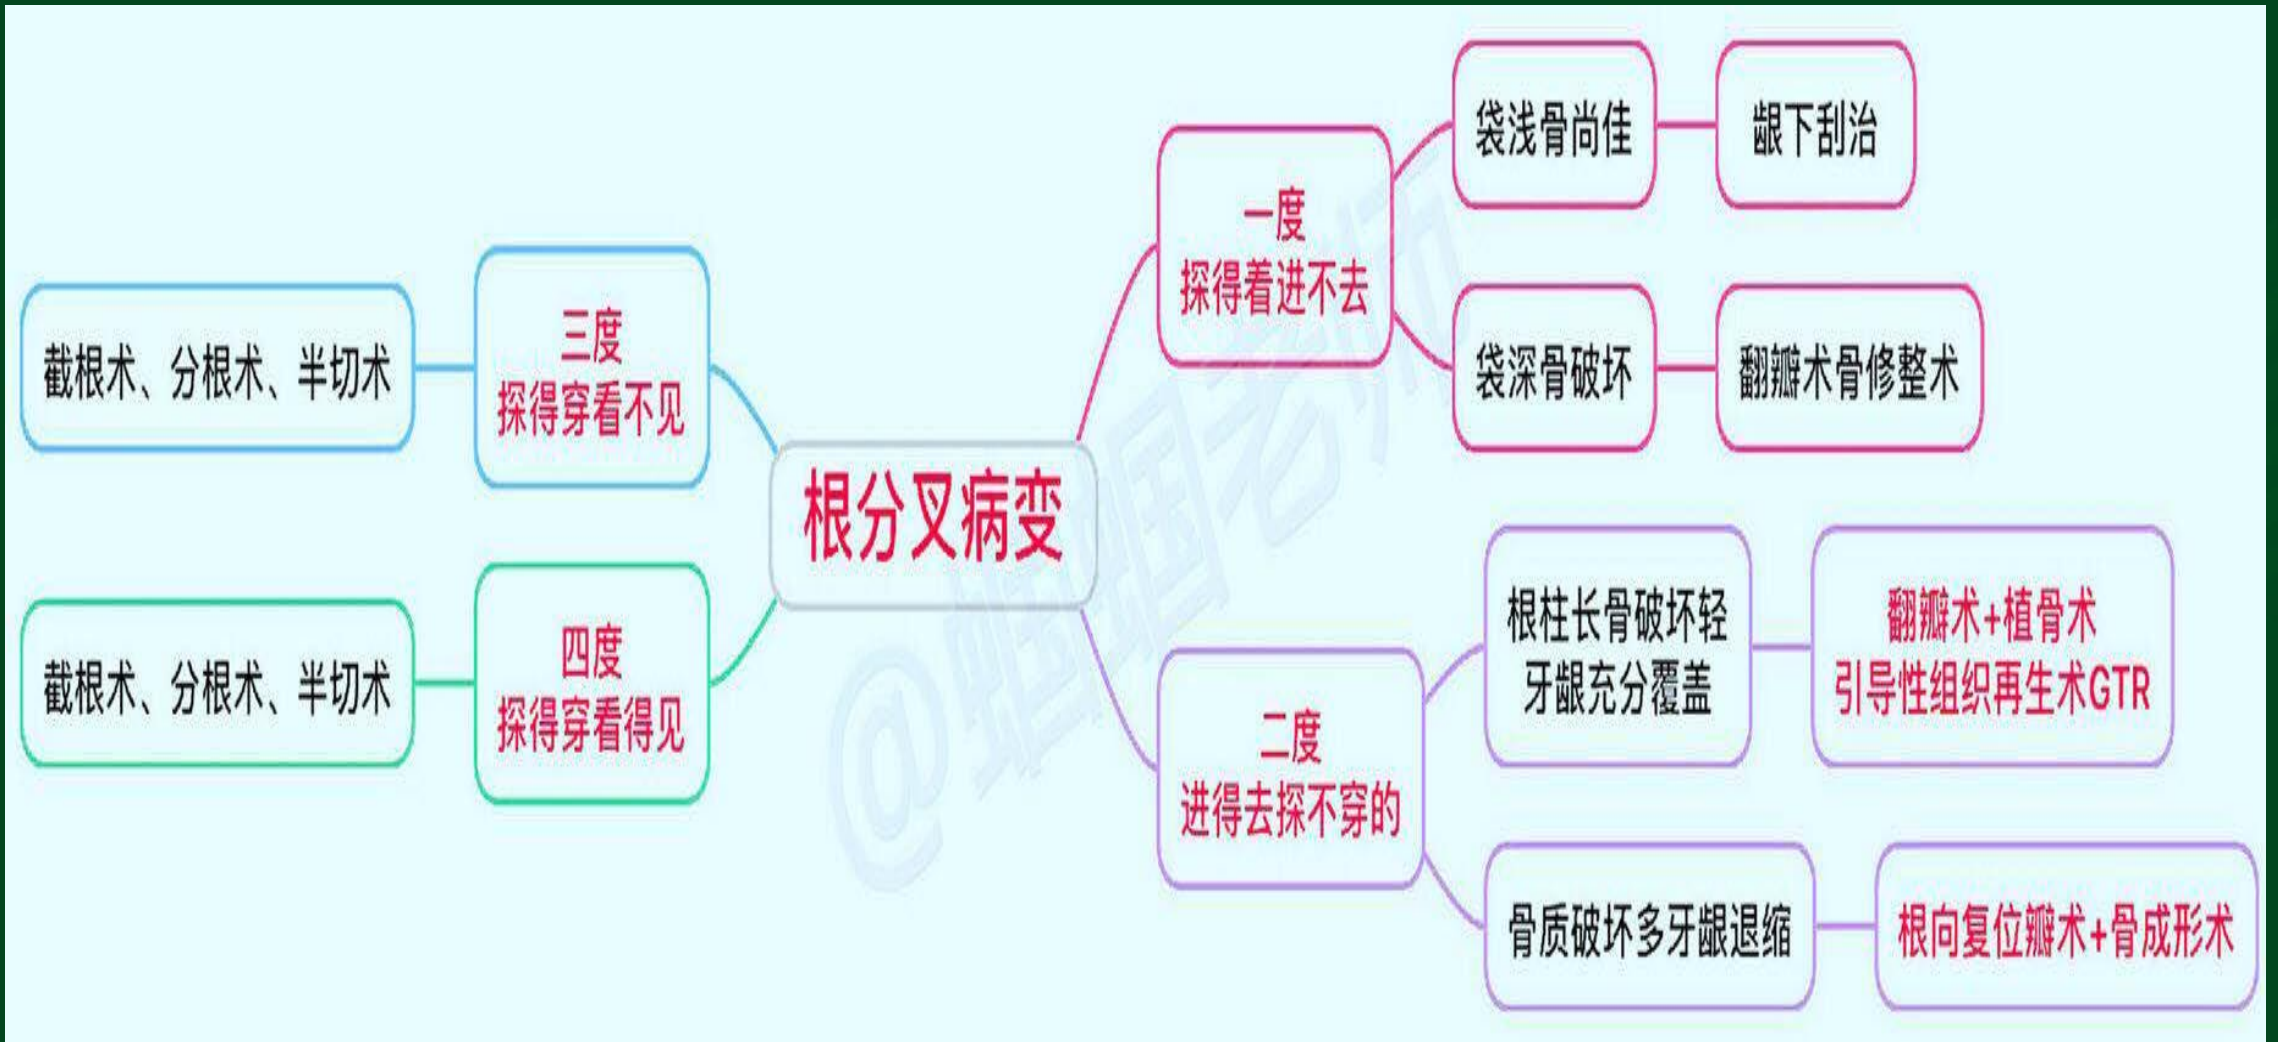 根分叉病变
一度
探得着进不去
袋浅骨尚佳
龈下刮治
袋深骨破坏
翻瓣术骨修整术
二度
进得去探不穿的
根柱长骨破坏轻
牙龈充分覆盖
翻瓣术+植骨术
引导性组织再生术GTR
骨质破坏多牙龈退缩
根向复位瓣术+骨成形术
三度
探得穿看不见
截根术、分根术、半切术
四度
探得穿看得见
截根术、分根术、半切术
@蝈蝈老师